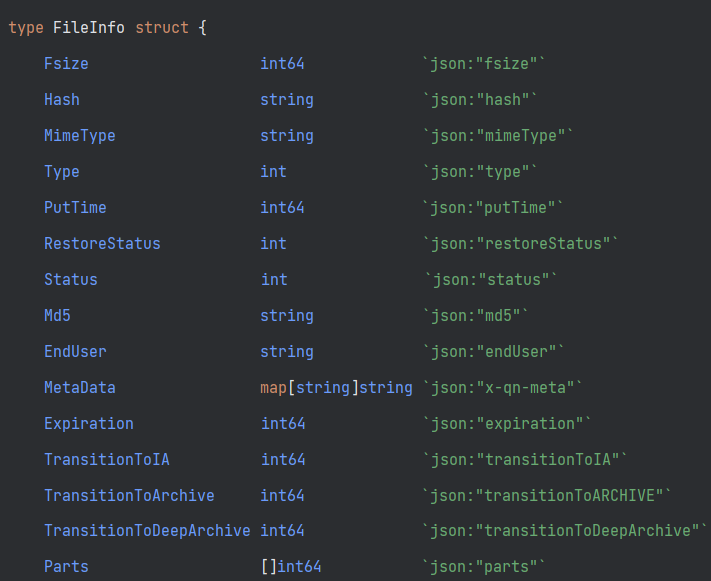 type FileInfo struct {
Fsize int64 `json:"fsize"`
Hash string `json:"hash"`
MimeType string `json:"mimeType"`
Type int `json:"type"`
PutTime int64 `json:"putTime"`
RestoreStatus int `json:"restoreStatus"`
Status int `json:"status"`
Md5 string `json:"md5"`
EndUser string `json:"endUser"`
MetaData map[string]string `json:"x-qn-meta"`
Expiration int64 `json:"expiration"`
TransitionToIA int64 `json:"transitionToIA"`
TransitionToArchive int64 `json:"transitionToARCHIVE"`
TransitionToDeepArchive int64 `json:"transitionToDeepArchive"`
Parts []int64 `json:"parts"`